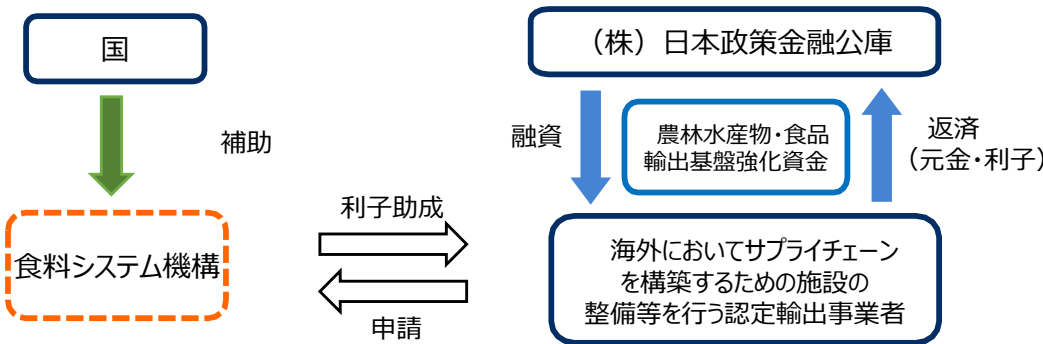 国
(株)日本政策金融公庫
補助
融資
農林水産物・食品
輸出基盤強化資金
返済
(元金・利子)
食料システム機構
利子助成
申請
海外においてサプライチェーン
を構築するための施設の
整備等を行う認定輸出事業者